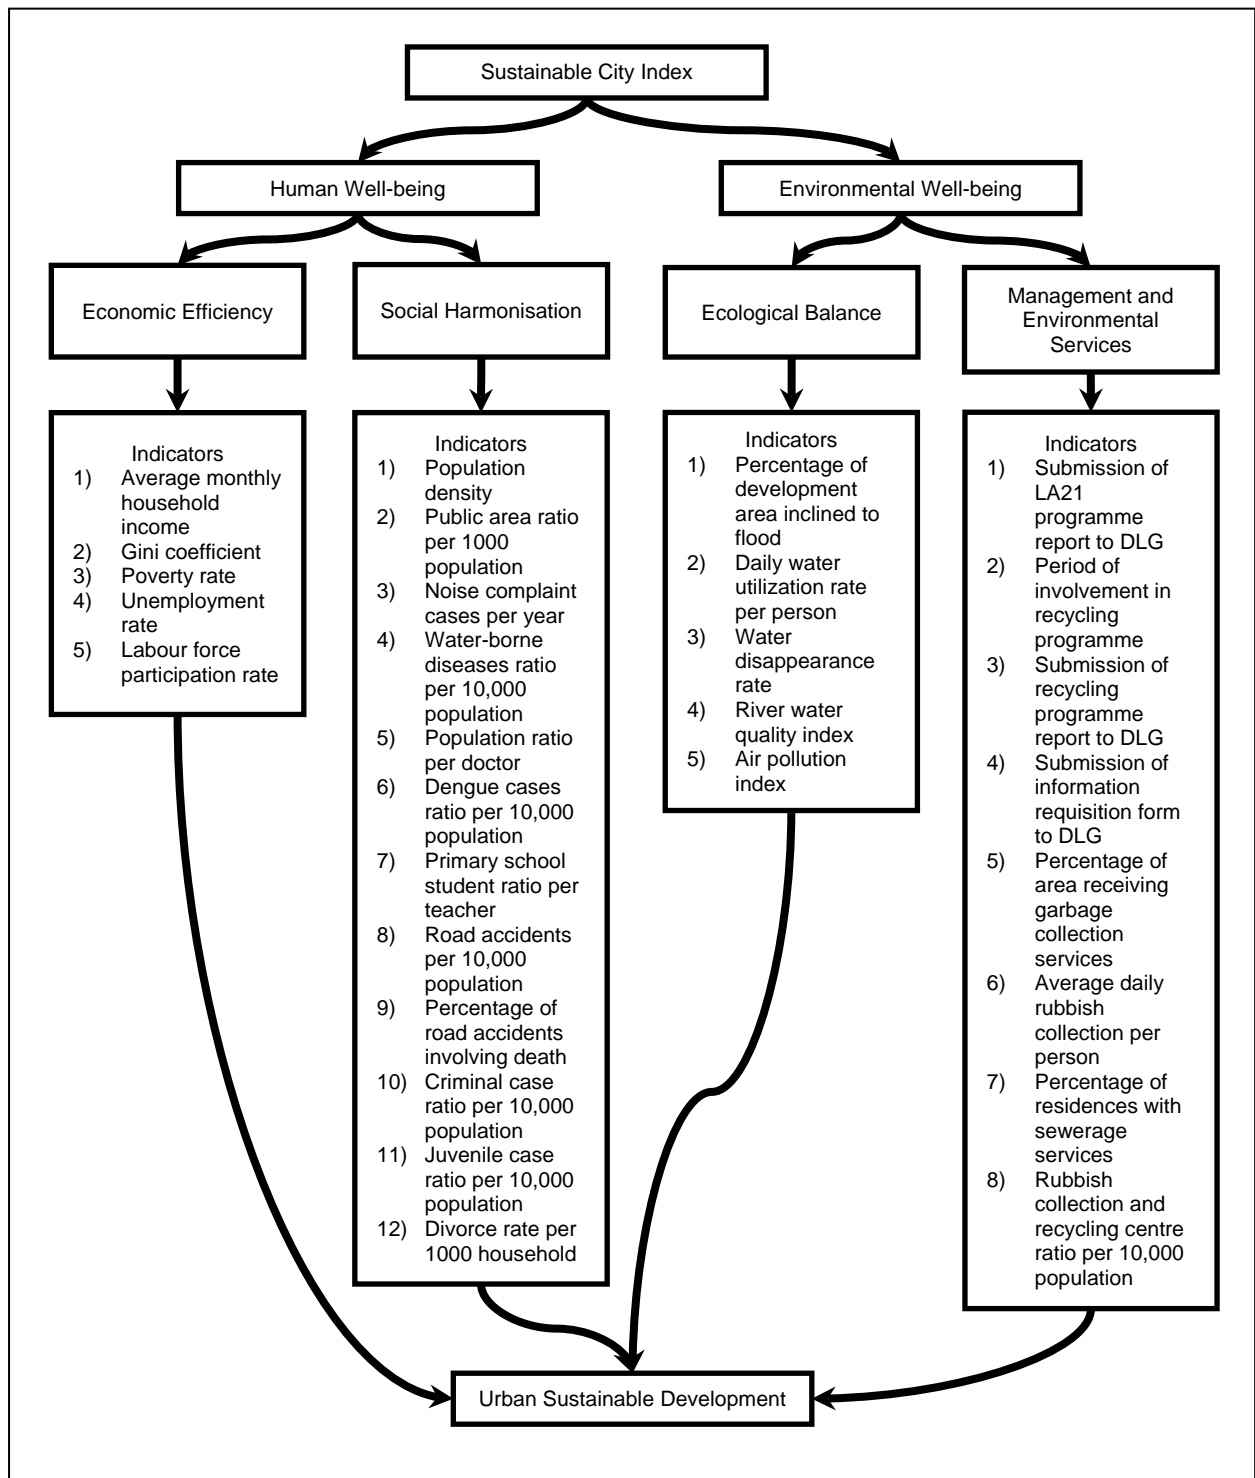 Sustainable City Index
Human Well-being
Environmental Well-being
Economic Efficiency
Social Harmonisation
Ecological Balance
Management and
Environmental
Services
Indicators
1) Average monthly
household
income
2) Gini coefficient
3) Poverty rate
4) Unemployment
rate
5) Labour force
participation rate
Indicators
1) Population
density
2) Public area ratio
per 1000
population
3) Noise complaint
cases per year
4) Water-borne
diseases ratio
per 10,000
population
5) Population ratio
per doctor
6) Dengue cases
ratio per 10,000
population
7) Primary school
student ratio per
teacher
8) Road accidents
per 10,000
population
9) Percentage of
road accidents
involving death
10) Criminal case
ratio per 10,000
population
11) Juvenile case
ratio per 10,000
population
12) Divorce rate per
1000 household
Indicators
1) Percentage of
development
area inclined to
flood
2) Daily water
utilization rate
per person
3) Water
disappearance
rate
4) River water
quality index
5) Air pollution
index
Indicators
1) Submission of
LA21
programme
report to DLG
2) Period of
involvement in
recycling
programme
3) Submission of
recycling
programme
report to DLG
4) Submission of
information
requisition form
to DLG
5) Percentage of
area receiving
garbage
collection
services
6) Average daily
rubbish
collection per
person
7) Percentage of
residences with
sewerage
services
8) Rubbish
collection and
recycling centre
ratio per 10,000
population
Urban Sustainable Development